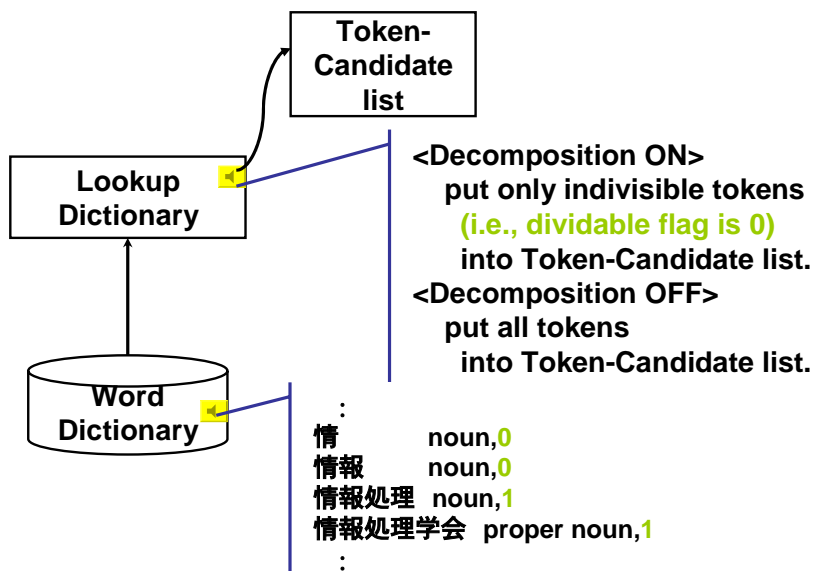 Token-
Candidate
list
Lookup
Dictionary
<Decomposition ON>
put only indivisible tokens
(i.e., dividable flag is 0)
into Token-Candidate list.
<Decomposition OFF>
put all tokens
into Token-Candidate list.
Word
Dictionary
:
情 noun,0
情報 noun,0
情報処理 noun,1
情報処理学会 proper noun,1
: